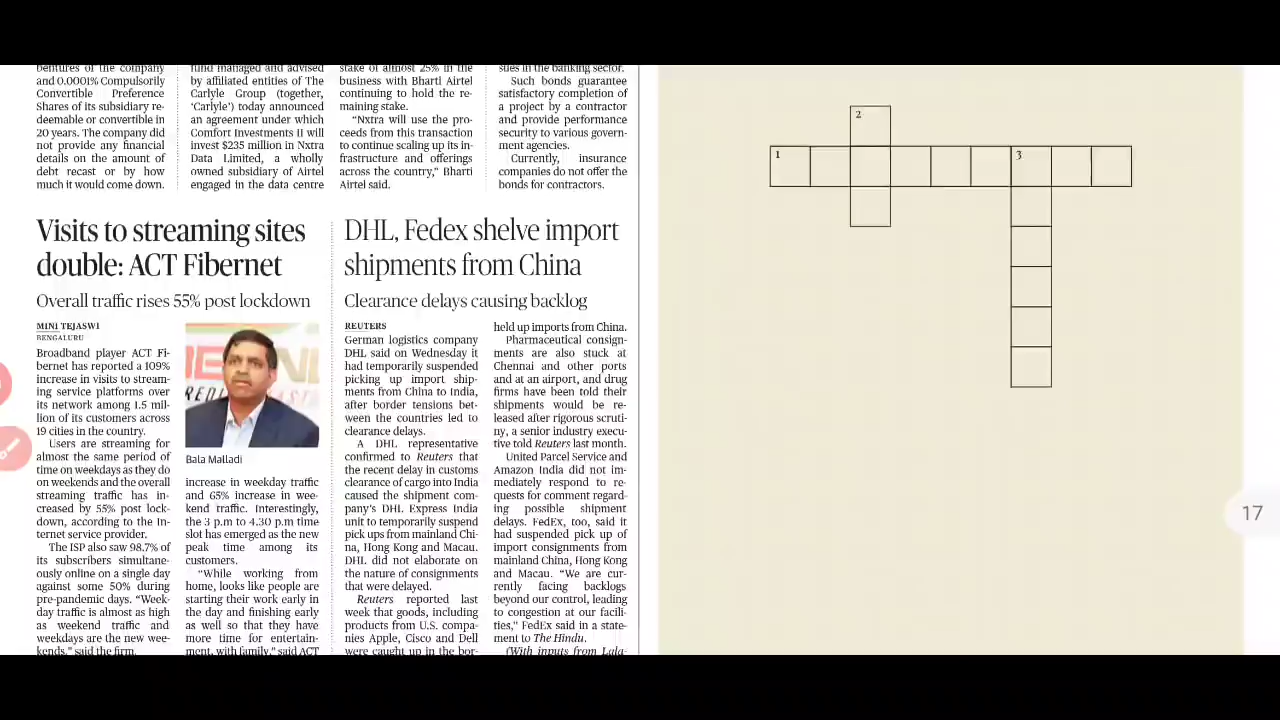 bentures of the company
and 0.0001% Compulsorily
Convertible Preference
Shares of its subsidiary re-
deemable or convertible in
20 years. The company did
not provide any financial
details on the amount of
debt recast or by how
much it would come down.
fund managed and advised
by affiliated entities of The
Carlyle Group (together,
‘Carlyle’) today announced
an agreement under which
Comfort Investments II will
invest $235 million in Nxtra
Data Limited, a wholly
owned subsidiary of Airtel
engaged in the data centre
stake of almost 25% in the
business with Bharti Airtel
continuing to hold the re-
maining stake.
“Nxtra will use the pro-
ceeds from this transaction
to continue scaling up its in-
frastructure and offerings
across the country,” Bharti
Airtel said.
sues in the banking sector.
Such bonds guarantee
satisfactory completion of
a project by a contractor
and provide performance
security to various govern-
ment agencies.
Currently, insurance
companies do not offer the
bonds for contractors.
Visits to streaming sites
double: ACT Fibernet
Overall traffic rises 55% post lockdown
MINI TEJASWI
BENGALURU
Broadband player ACT Fi-
bernet has reported a 109%
increase in visits to stream-
ing service platforms over
its network among 1.5 mil-
lion of its customers across
19 cities in the country.
Users are streaming for
almost the same period of
time on weekdays as they do
on weekends and the overall
streaming traffic has in-
creased by 55% post lock-
down, according to the In-
ternet service provider.
The ISP also saw 98.7% of
its subscribers simultane-
ously online on a single day
against some 50% during
pre-pandemic days. “Week-
day traffic is almost as high
as weekend traffic and
weekdays are the new wee-
kends,” said the firm.
Bala Malladi
increase in weekday traffic
and 65% increase in wee-
kend traffic. Interestingly,
the 3 p.m to 4.30 p.m time
slot has emerged as the new
peak time among its
customers.
“While working from
home, looks like people are
starting their work early in
the day and finishing early
as well so that they have
more time for entertain-
ment, with family,” said ACT
DHL, Fedex shelve import
shipments from China
Clearance delays causing backlog
REUTERS
German logistics company
DHL said on Wednesday it
had temporarily suspended
picking up import ship-
ments from China to India,
after border tensions bet-
ween the countries led to
clearance delays.
A DHL representative
confirmed to Reuters that
the recent delay in customs
clearance of cargo into India
caused the shipment com-
pany’s DHL Express India
unit to temporarily suspend
pick ups from mainland Chi-
na, Hong Kong and Macau.
DHL did not elaborate on
the nature of consignments
that were delayed.
Reuters reported last
week that goods, including
products from U.S. compa-
nies Apple, Cisco and Dell
were caught up in the bor-
held up imports from China.
Pharmaceutical consign-
ments are also stuck at
Chennai and other ports
and at an airport, and drug
firms have been told their
shipments would be re-
leased after rigorous scruti-
ny, a senior industry execu-
tive told Reuters last month.
United Parcel Service and
Amazon India did not im-
mediately respond to re-
quests for comment regard-
ing possible shipment
delays. FedEx, too, said it
had suspended pick up of
import consignments from
mainland China, Hong Kong
and Macau. “We are cur-
rently facing backlogs
beyond our control, leading
to congestion at our facili-
ties,” FedEx said in a state-
ment to The Hindu.
(With inputs from Lala-
2
1 3
17